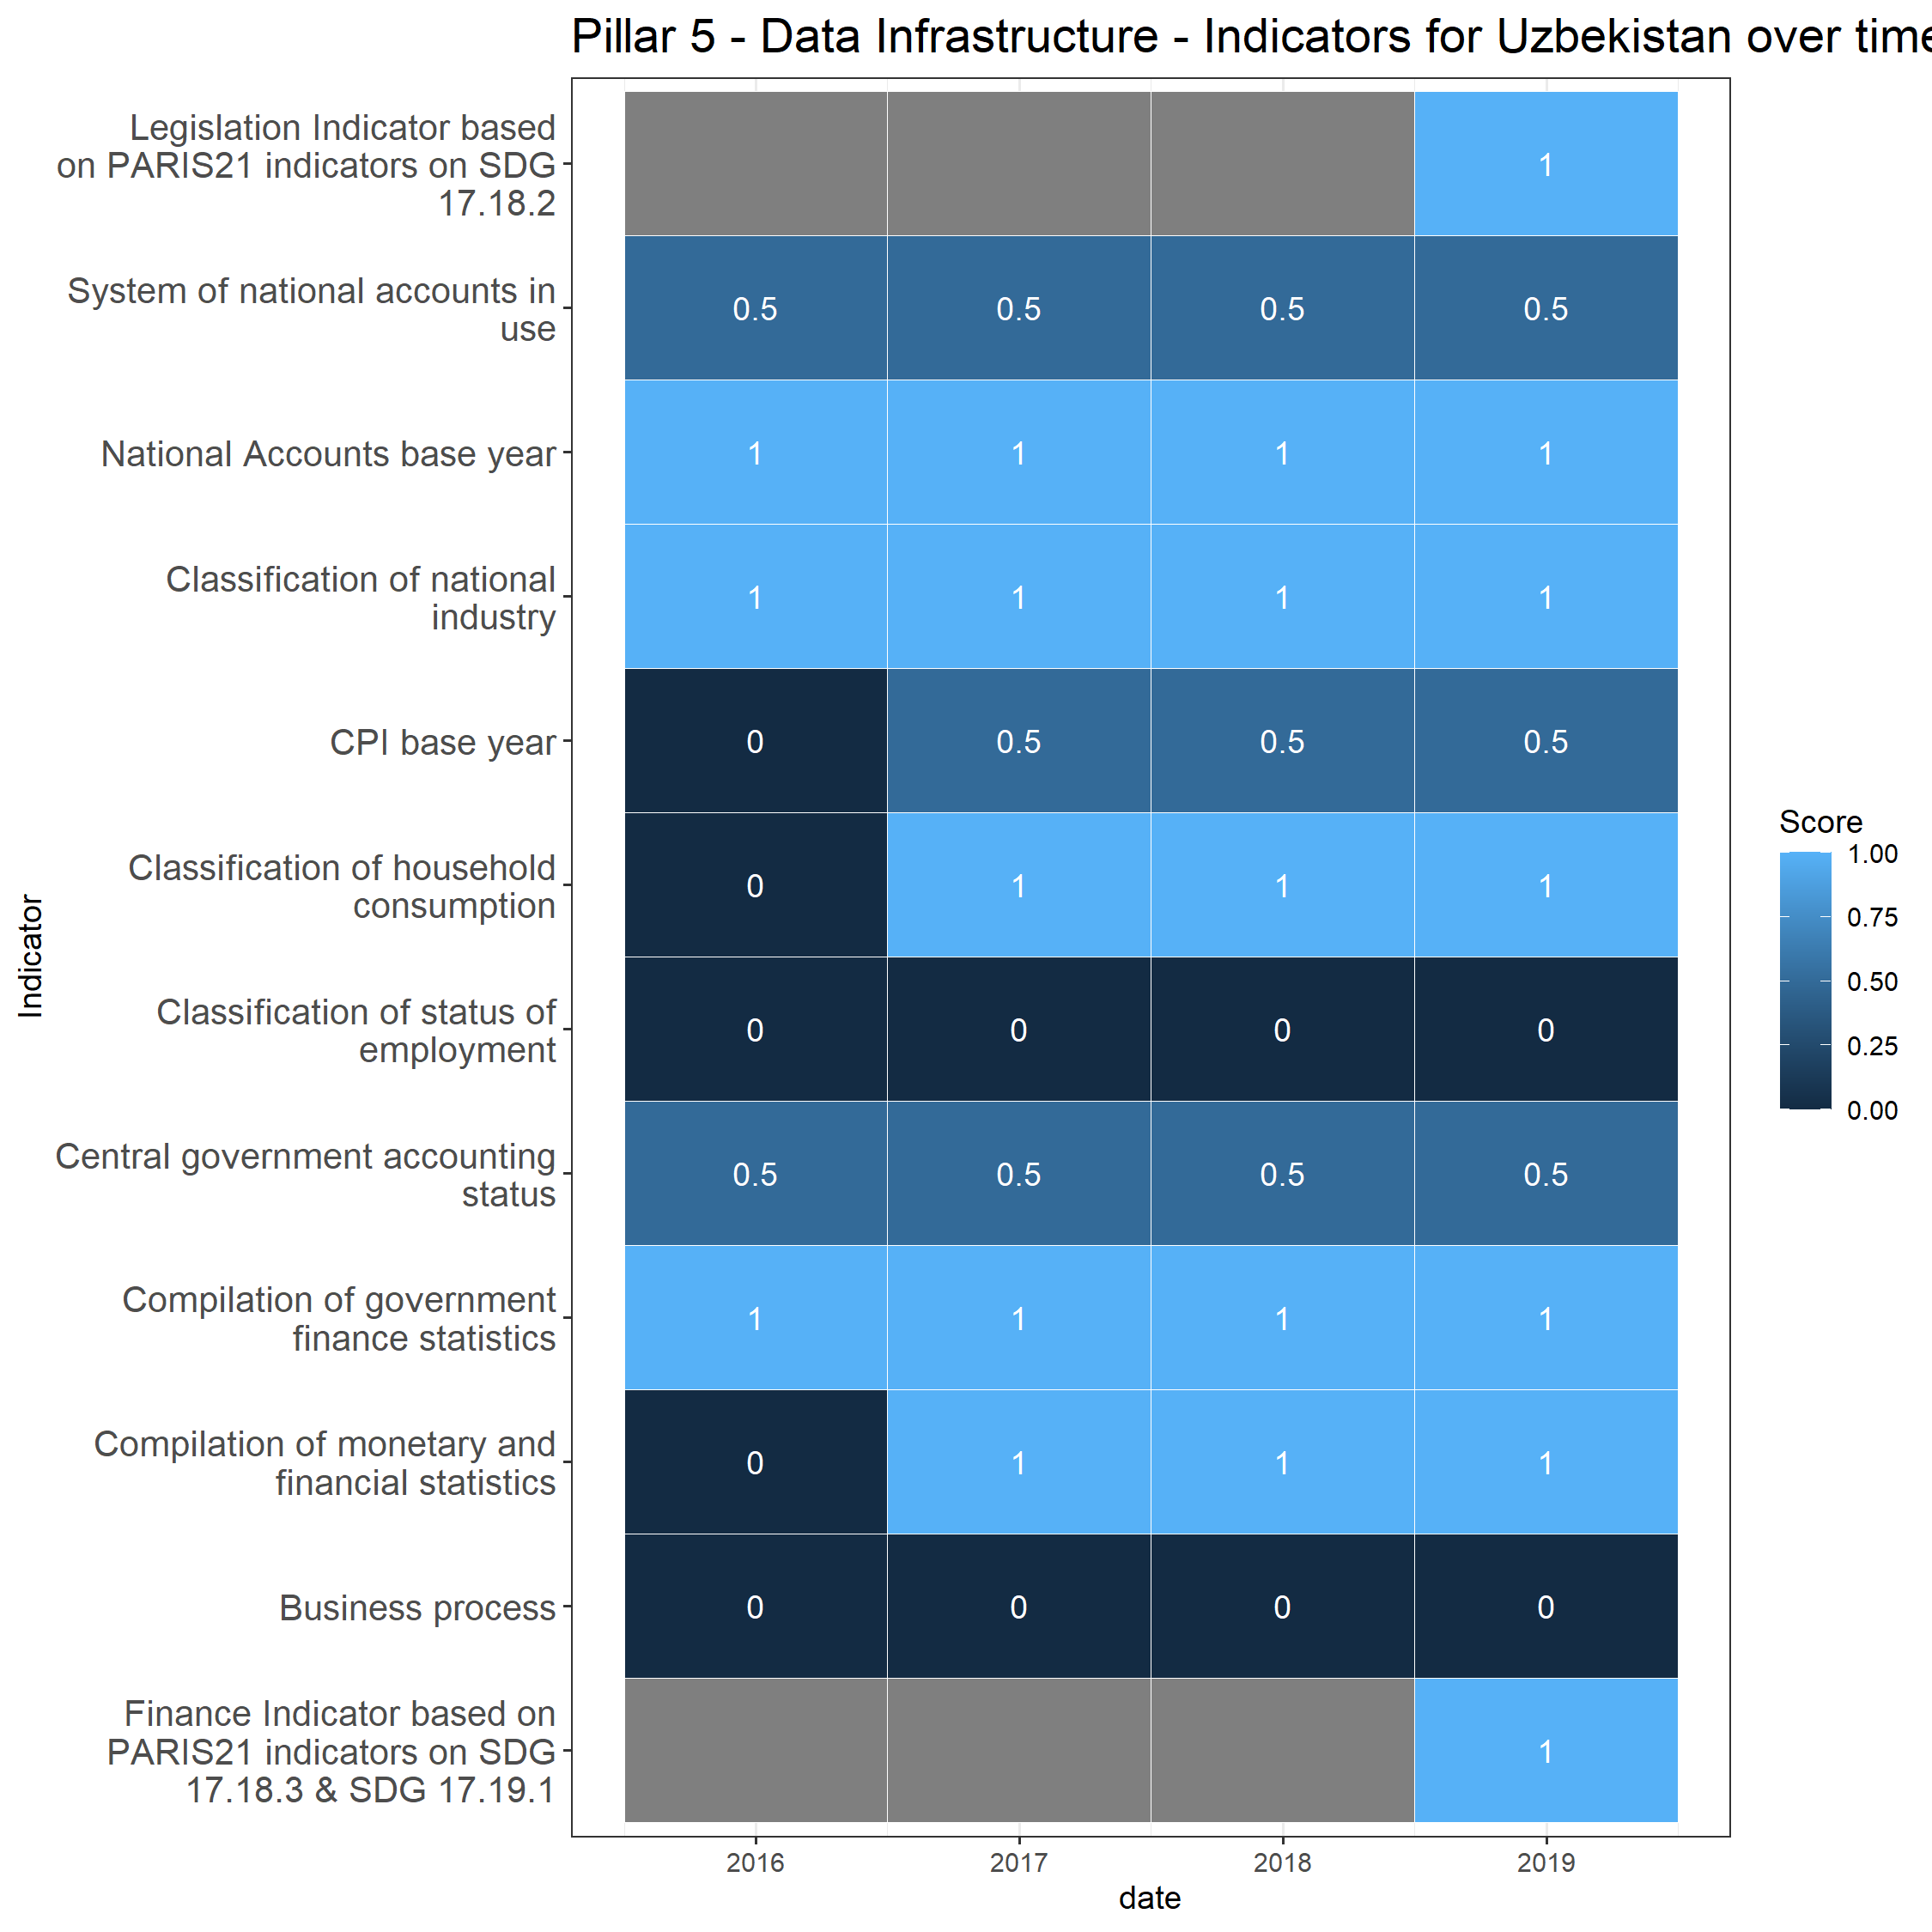 Pillar 5 - Data Infrastructure - Indicators for Uzbekistan over time
Indicator
Legislation Indicator based
on PARIS21 indicators on SDG
17.18.2
1
System of national accounts in
use
0.5 0.5 0.5 0.5
National Accounts base year
1 1 1 1
Classification of national
industry
1 1 1 1
CPI base year
0 0.5 0.5 0.5
Classification of household
consumption
0 1 1 1
Classification of status of
employment
0 0 0 0
Central government accounting
status
0.5 0.5 0.5 0.5
Compilation of government
finance statistics
1 1 1 1
Compilation of monetary and
financial statistics
0 1 1 1
Business process
0 0 0 0
Finance Indicator based on
PARIS21 indicators on SDG
17.18.3 & SDG 17.19.1
1
2016 2017 2018 2019
date
Score
1.00
0.75
0.50
0.25
0.00